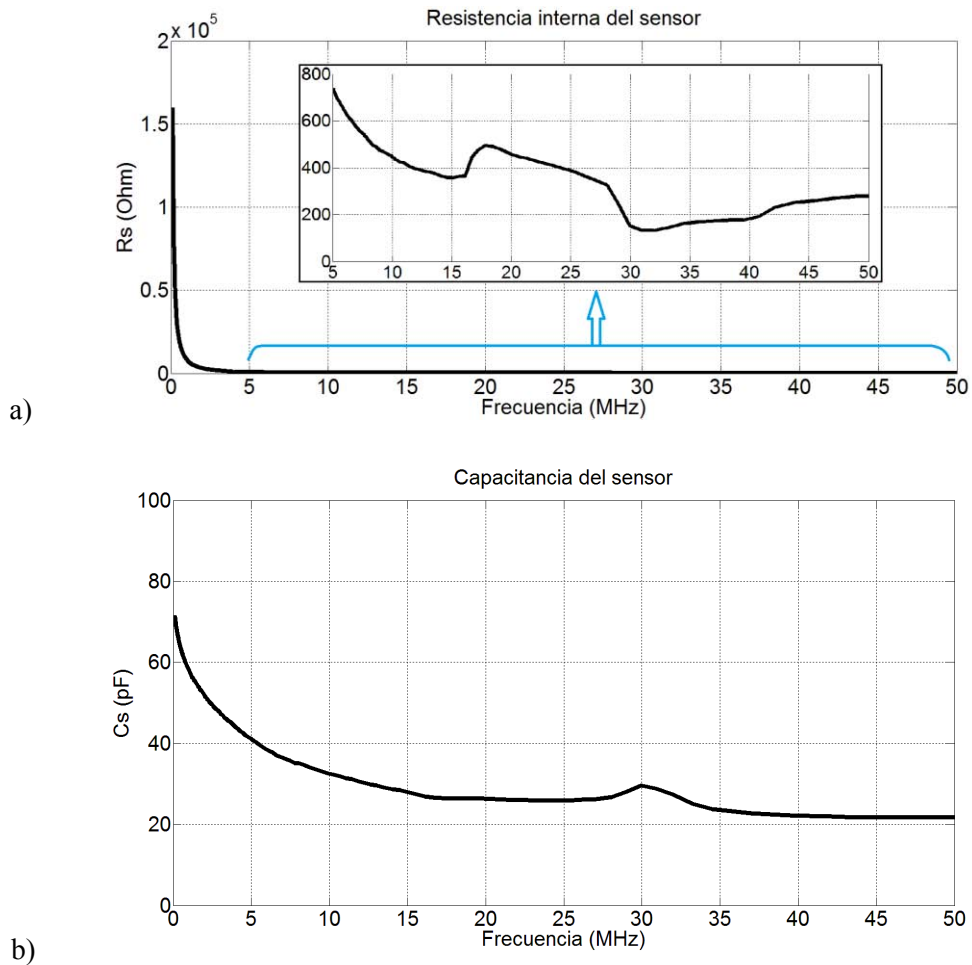 Resistencia interna del sensor
2 x 10^5
1.5
1
0.5
0
Rs (Ohm)
800
600
400
200
0
5 10 15 20 25 30 35 40 45 50
0 5 10 15 20 25 30 35 40 45 50
Frecuencia (MHz)
a)
Capacitancia del sensor
100
80
60
40
20
0
Cs (pF)
0 5 10 15 20 25 30 35 40 45 50
Frecuencia (MHz)
b)